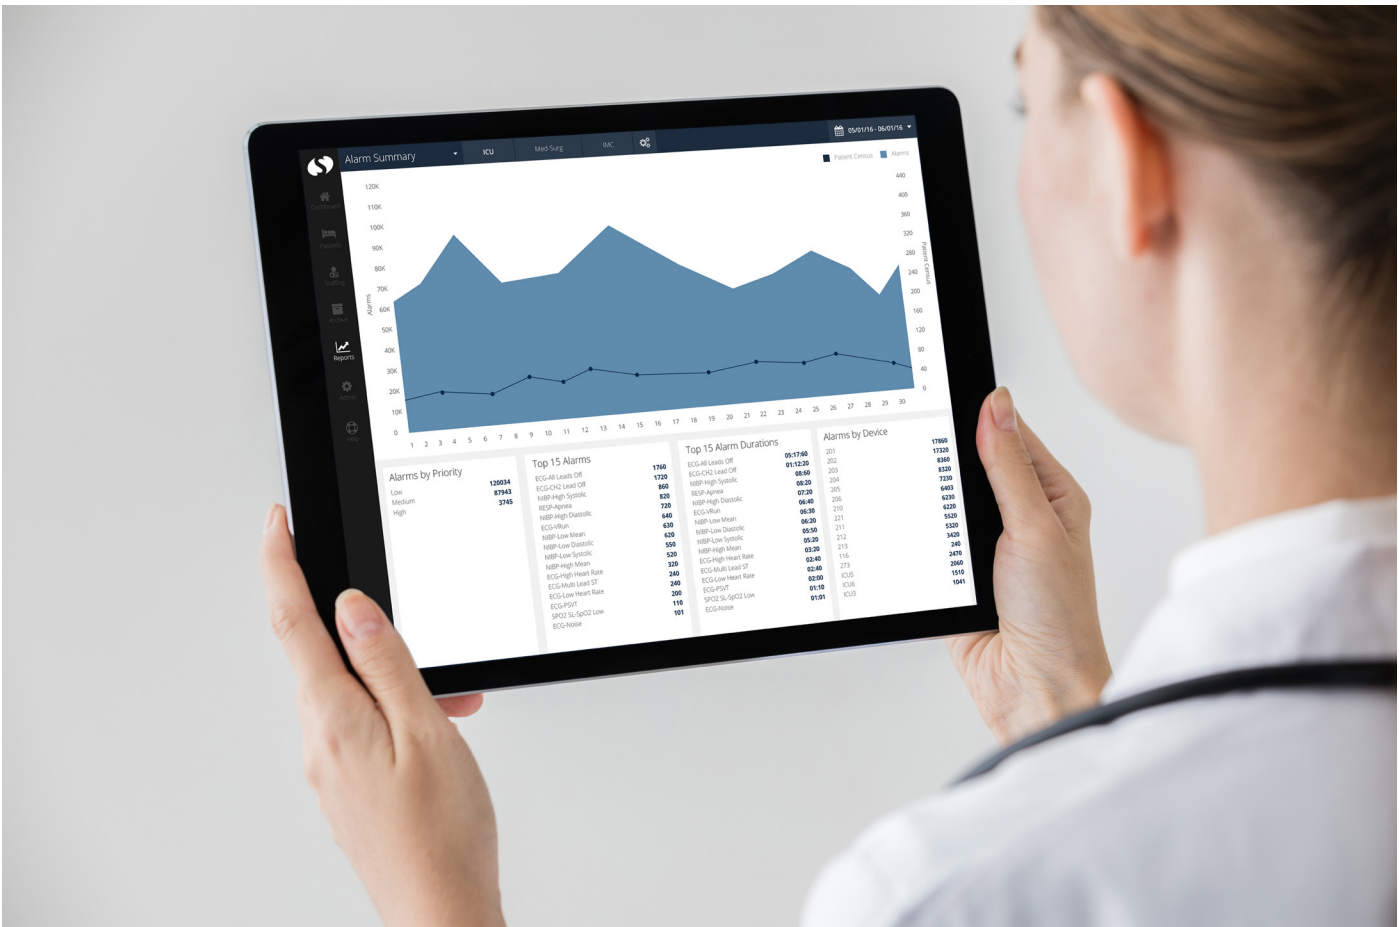 Alarm Summary
ICU
Med-Surg
IMC
05/01/16 - 06/01/16
Dashboard
Patients
Staffing
Archive
Reports
Admin
Help
Patient Census
Alarms
120K
110K
100K
90K
80K
70K
60K
50K
40K
30K
20K
10K
0
Alarms
440
400
360
320
280
240
200
160
120
80
40
0
Patient Census
1 2 3 4 5 6 7 8 9 10 11 12 13 14 15 16 17 18 19 20 21 22 23 24 25 26 27 28 29 30
Alarms by Priority
Low 120034
Medium 87943
High 3745
Top 15 Alarms
ECG-All Leads Off 1760
ECG-CH2 Lead Off 1720
NIBP-High Systolic 860
RESP-Apnea 820
NIBP-High Diastolic 720
ECG-VRun 640
NIBP-Low Mean 630
NIBP-Low Diastolic 620
NIBP-Low Systolic 550
NIBP-High Mean 520
ECG-High Heart Rate 320
ECG-Multi Lead ST 240
ECG-Low Heart Rate 240
ECG-PSVT 200
SPO2 SL-SpO2 Low 110
ECG-Noise 101
Top 15 Alarm Durations
ECG-All Leads Off 05:17:60
ECG-CH2 Lead Off 01:12:20
NIBP-High Systolic 08:60
RESP-Apnea 08:20
NIBP-High Diastolic 07:20
ECG-VRun 06:40
NIBP-Low Mean 06:30
NIBP-Low Diastolic 06:20
NIBP-Low Systolic 05:50
NIBP-High Mean 05:20
ECG-High Heart Rate 03:20
ECG-Multi Lead ST 02:40
ECG-Low Heart Rate 02:40
ECG-PSVT 02:00
SPO2 SL-SpO2 Low 01:10
ECG-Noise 01:01
Alarms by Device
201 17860
202 17320
203 8360
204 8320
205 7230
206 6403
210 6230
221 6220
211 5520
212 5320
213 3420
116 240
273 2470
ICU5 2060
ICU6 1510
ICU3 1041